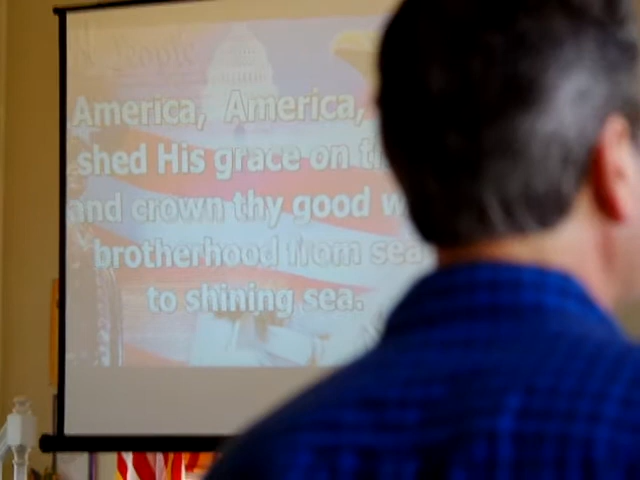 America, America,
shed His grace on
and crown thy good
brotherhood from sea
to shining sea.